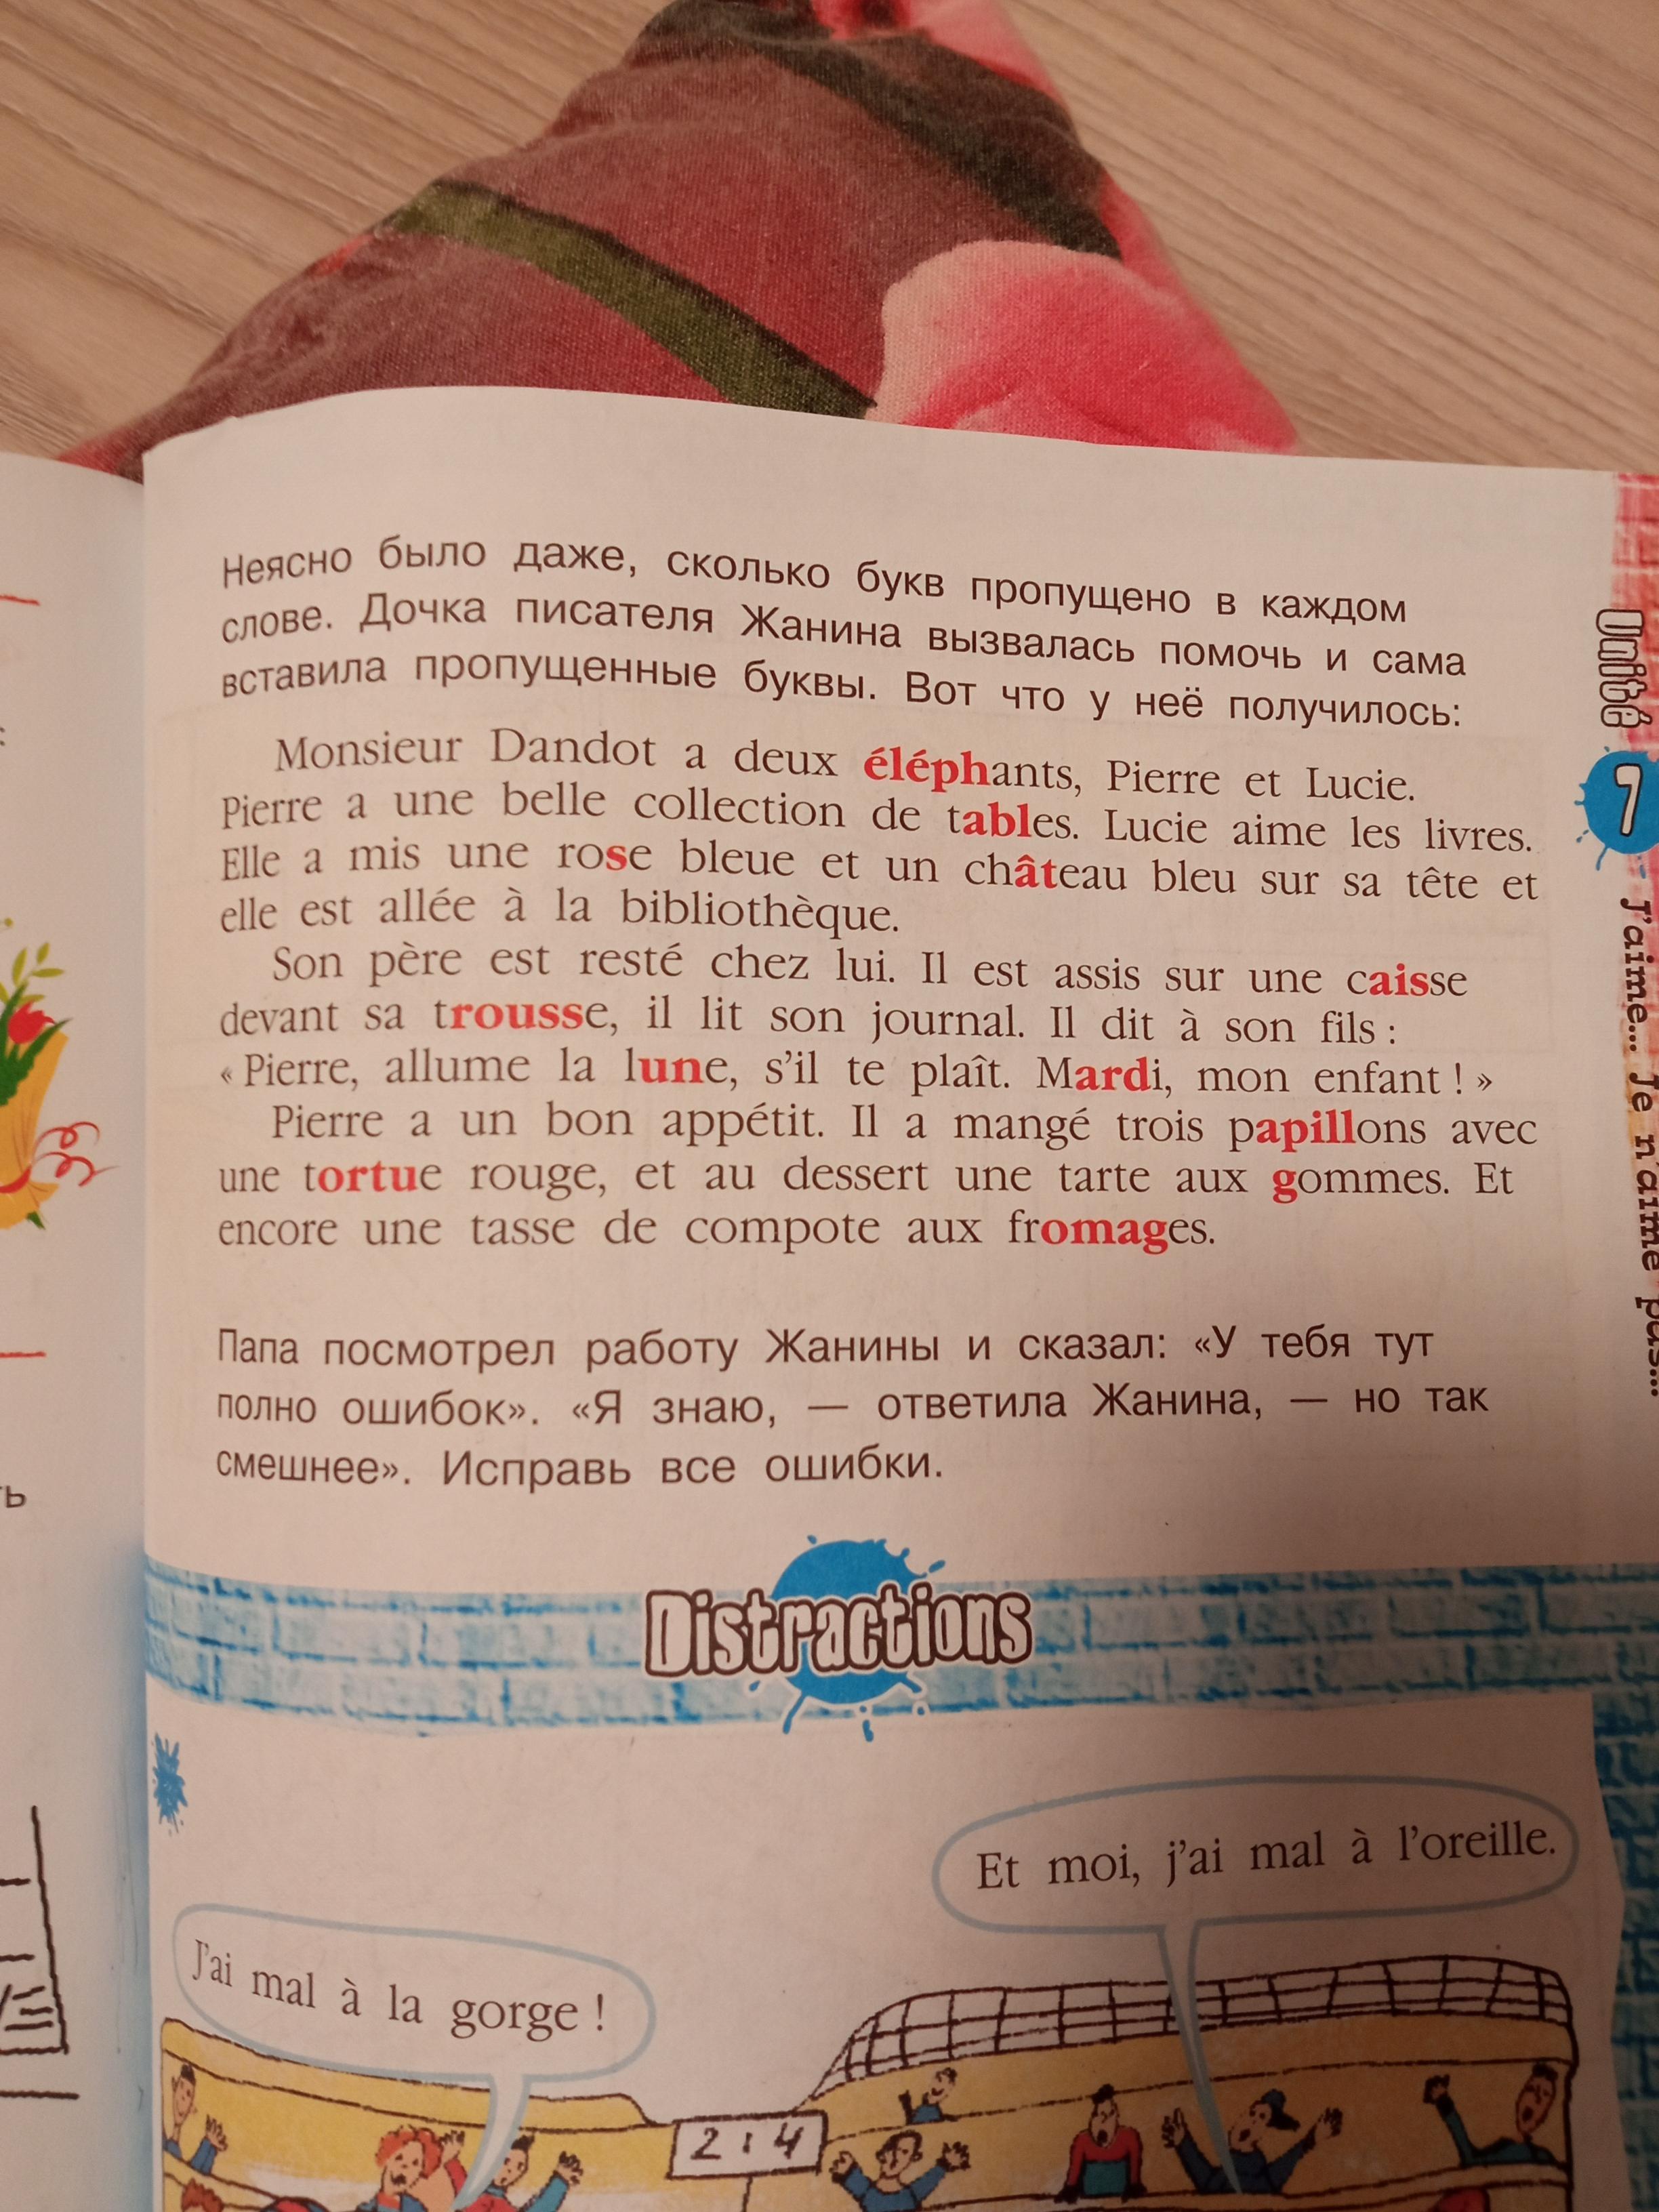 Неясно было даже, сколько букв пропущено в каждом
слове. Дочка писателя Жанина вызвалась помочь и сама
вставила пропущенные буквы. Вот что у неё получилось:
Monsieur Dandot a deux éléphants, Pierre et Lucie.
Pierre a une belle collection de tables. Lucie aime les livres.
Elle a mis une rose bleue et un château bleu sur sa tête et
elle est allée à la bibliothèque.
Son père est resté chez lui. Il est assis sur une caisse
devant sa trousse, il lit son journal. Il dit à son fils :
« Pierre, allume la lune, s'il te plaît. Mardi, mon enfant ! »
Pierre a un bon appétit. Il a mangé trois papillons avec
une tortue rouge, et au dessert une tarte aux gommes. Et
encore une tasse de compote aux fromages.
Папа посмотрел работу Жанины и сказал: «У тебя тут
полно ошибок». «Я знаю, — ответила Жанина, — но так
смешнее». Исправь все ошибки.
Unité
7
J'aime... Je n'aime pas...
ь
Distractions
Et moi, j'ai mal à l'oreille.
J'ai mal à la gorge !
2 : 4